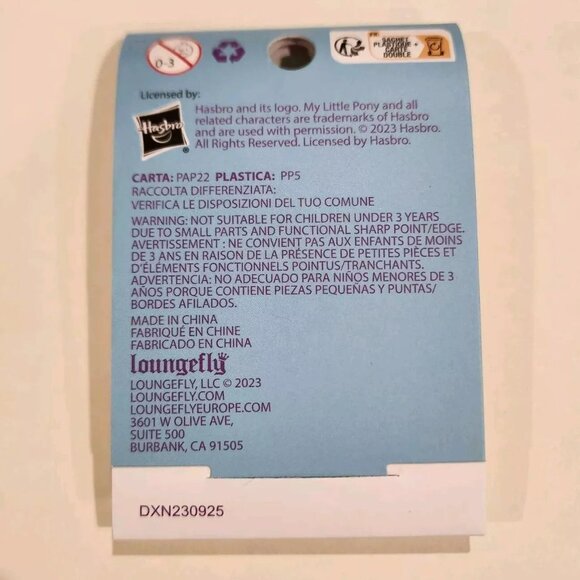 0-3
FR
SACHET
PLASTIQUE +
CARTE
DOUBLE
Licensed by:
Hasbro
Hasbro and its logo. My Little Pony and all
related characters are trademarks of Hasbro
and are used with permission. © 2023 Hasbro.
All Rights Reserved. Licensed by Hasbro.
CARTA: PAP22 PLASTICA: PP5
RACCOLTA DIFFERENZIATA:
VERIFICA LE DISPOSIZIONI DEL TUO COMUNE
WARNING: NOT SUITABLE FOR CHILDREN UNDER 3 YEARS
DUE TO SMALL PARTS AND FUNCTIONAL SHARP POINT/EDGE.
AVERTISSEMENT : NE CONVIENT PAS AUX ENFANTS DE MOINS
DE 3 ANS EN RAISON DE LA PRÉSENCE DE PETITES PIÈCES ET
D'ÉLÉMENTS FONCTIONNELS POINTUS/TRANCHANTS.
ADVERTENCIA: NO ADECUADO PARA NIÑOS MENORES DE 3
AÑOS PORQUE CONTIENE PIEZAS PEQUEÑAS Y PUNTAS/
BORDES AFILADOS.
MADE IN CHINA
FABRIQUÉ EN CHINE
FABRICADO EN CHINA
loungefly
LOUNGEFLY, LLC © 2023
LOUNGEFLY.COM
LOUNGEFLYEUROPE.COM
3601 W OLIVE AVE,
SUITE 500
BURBANK, CA 91505
DXN230925